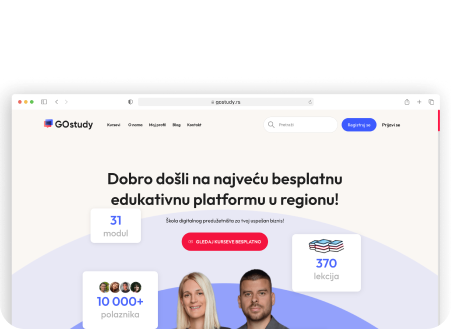 gostudy.rs
GOstudy
Kursevi O nama Moj profil Blog Kontakt
Pretraži
Registruj se
Prijavi se
Dobro došli na najveću besplatnu
edukativnu platformu u regionu!
Škola digitalnog preduzetništva za tvoj uspešan biznis!
GLEDAJ KURSEVE BESPLATNO
31
modul
370
lekcija
10 000+
polaznika